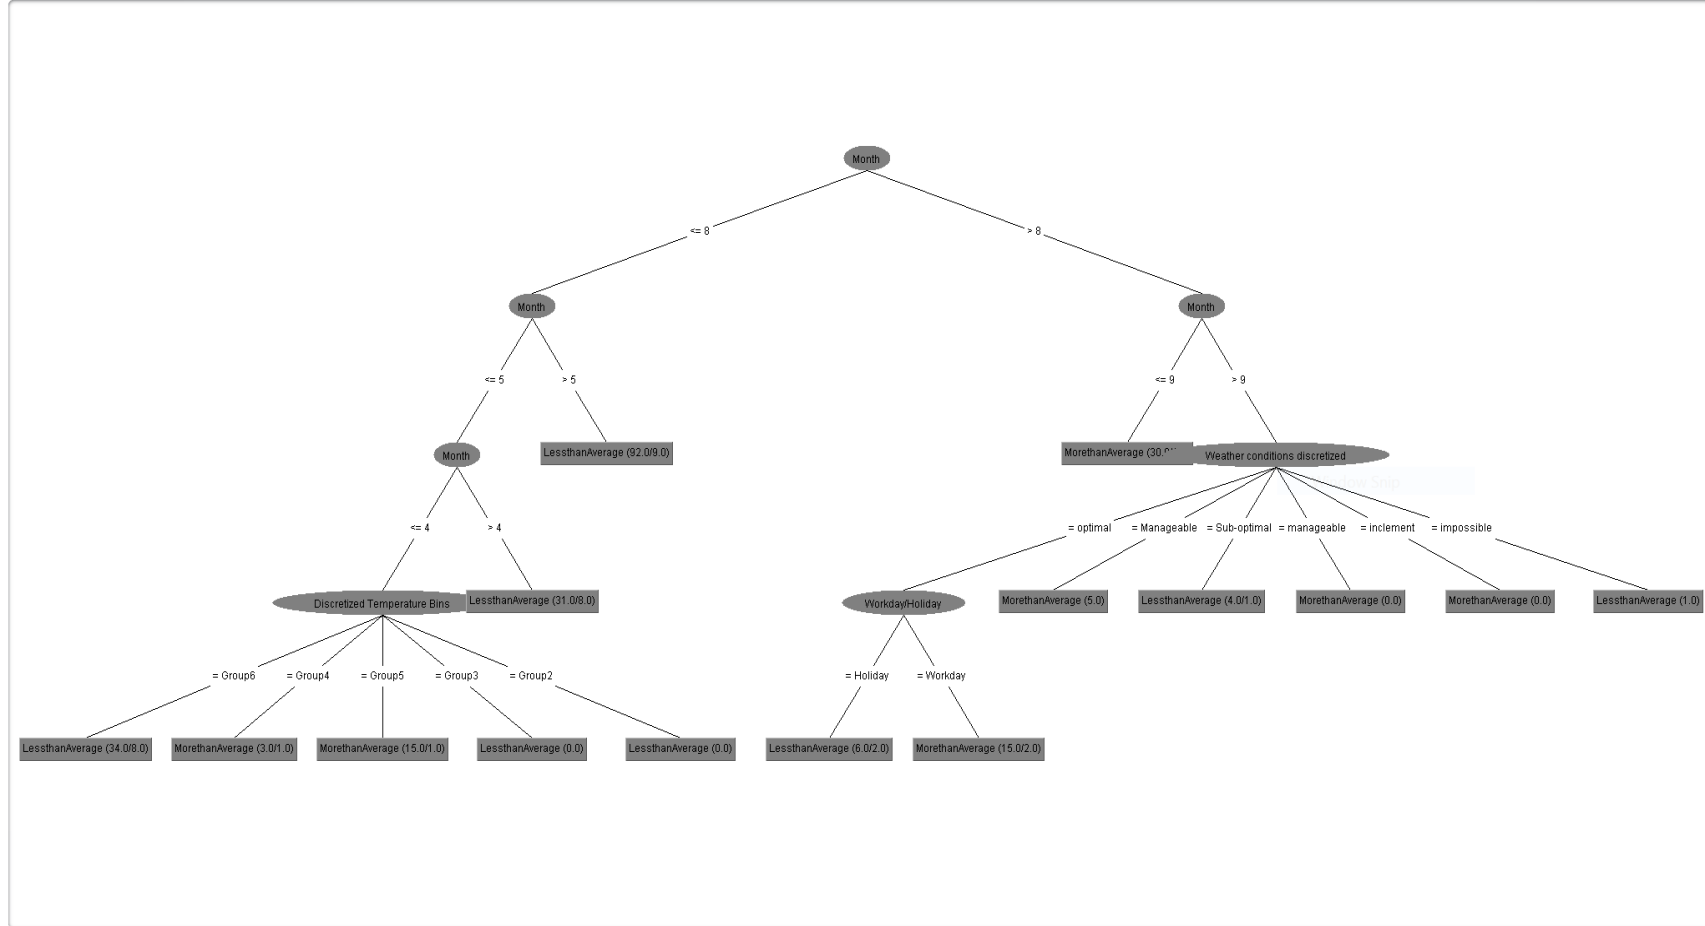 Month
<= 8
> 8
Month
Month
<= 5
> 5
<= 9
> 9
Month
LessthanAverage (92.0/9.0)
MorethanAverage (30.
Weather conditions discretized
<= 4
> 4
= optimal
= Manageable
= Sub-optimal
= manageable
= inclement
= impossible
Discretized Temperature Bins
LessthanAverage (31.0/8.0)
Workday/Holiday
MorethanAverage (5.0)
LessthanAverage (4.0/1.0)
MorethanAverage (0.0)
MorethanAverage (0.0)
LessthanAverage (1.0)
= Group6
= Group4
= Group5
= Group3
= Group2
= Holiday
= Workday
LessthanAverage (34.0/8.0)
MorethanAverage (3.0/1.0)
MorethanAverage (15.0/1.0)
LessthanAverage (0.0)
LessthanAverage (0.0)
LessthanAverage (6.0/2.0)
MorethanAverage (15.0/2.0)